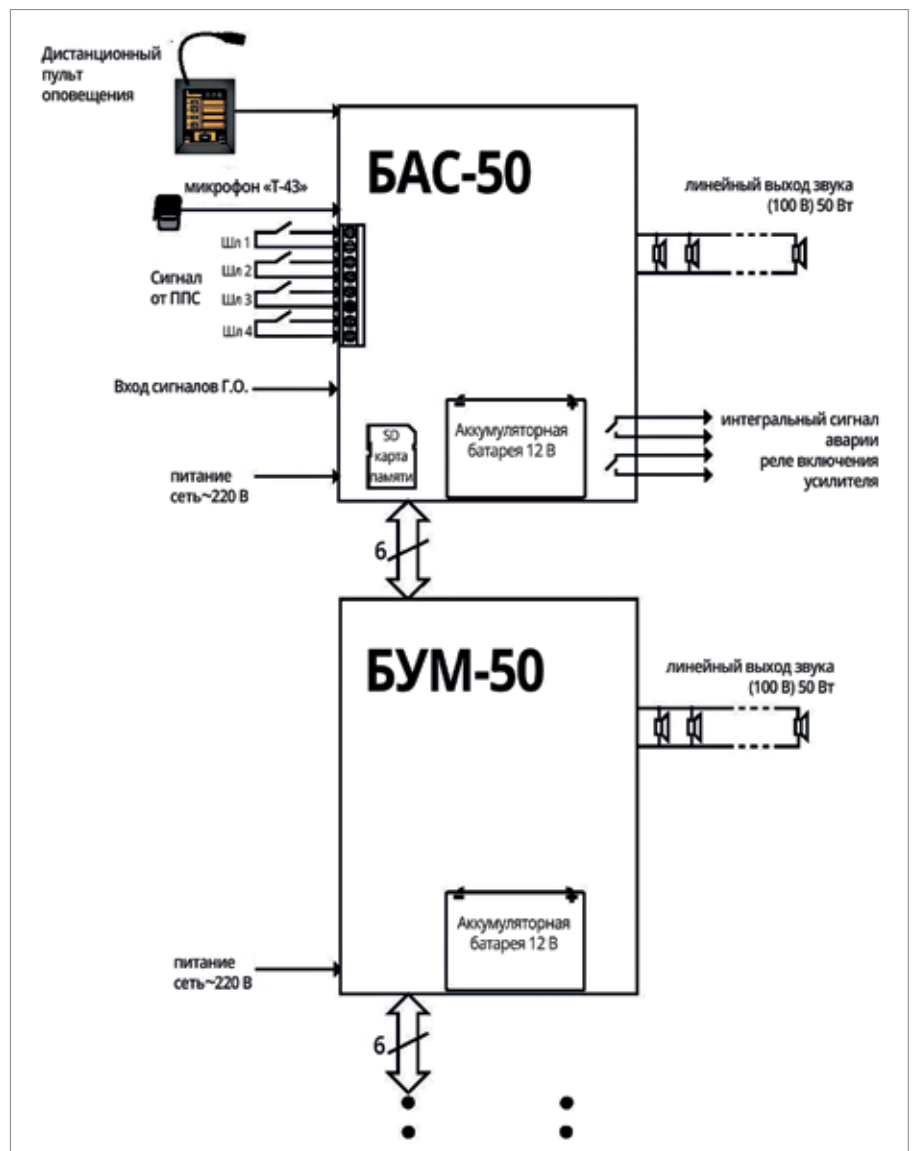 Дистанционный
пульт
оповещения
БАС-50
микрофон «Т-43»
линейный выход звука
(100 В) 50 Вт
Шл 1
Шл 2
Сигнал
от ППС
Шл 3
Шл 4
Вход сигналов Г.О.
SD
карта
памяти
Аккумуляторная
батарея 12 В
- +
интегральный сигнал
аварии
реле включения
усилителя
питание
сеть~220 В
6
БУМ-50
линейный выход звука
(100 В) 50 Вт
- +
Аккумуляторная
батарея 12 В
питание
сеть~220 В
6